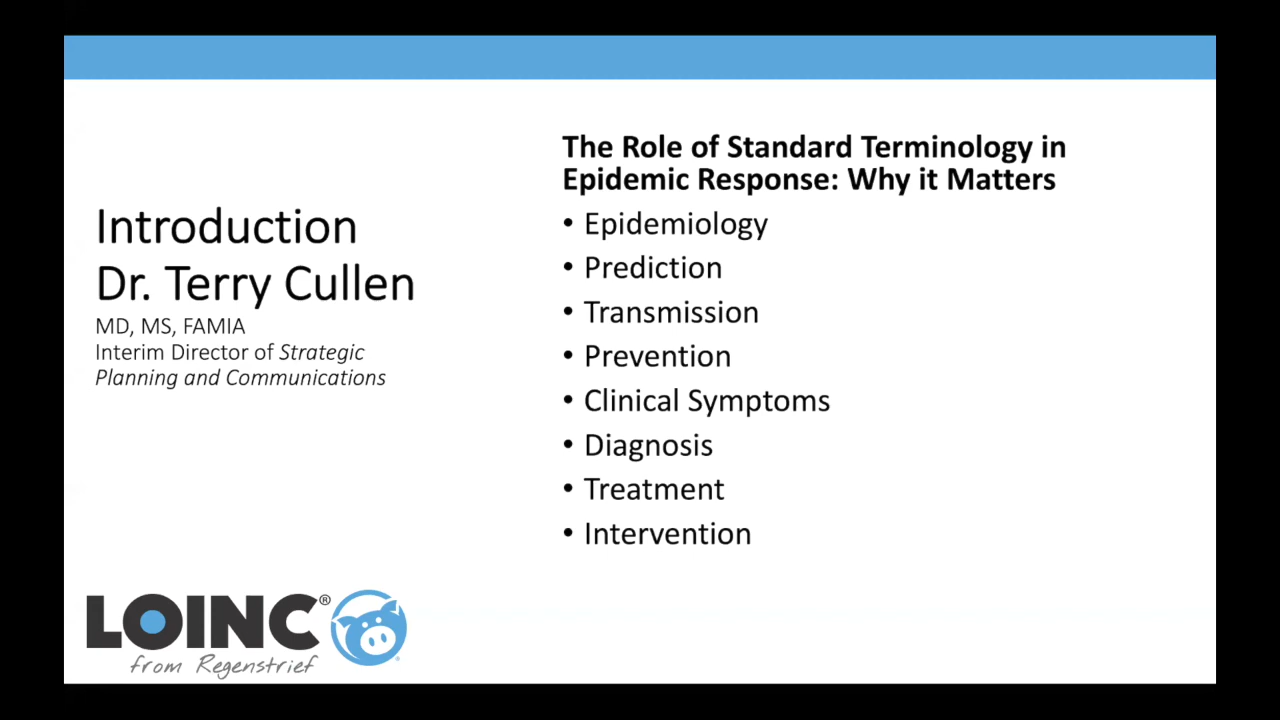 Introduction
Dr. Terry Cullen
MD, MS, FAMIA
Interim Director of Strategic
Planning and Communications
The Role of Standard Terminology in
Epidemic Response: Why it Matters
• Epidemiology
• Prediction
• Transmission
• Prevention
• Clinical Symptoms
• Diagnosis
• Treatment
• Intervention
LOINC®
from Regenstrief